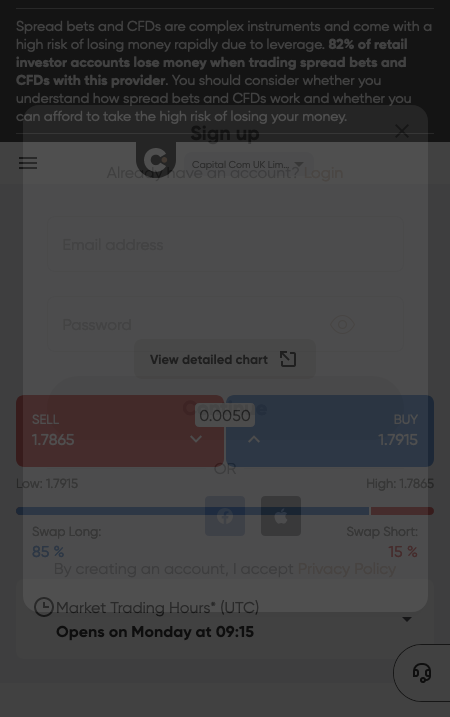 Spread bets and CFDs are complex instruments and come with a
high risk of losing money rapidly due to leverage. 82% of retail
investor accounts lose money when trading spread bets and
CFDs with this provider. You should consider whether you
understand how spread bets and CFDs work and whether you
can afford to take the high risk of losing your money.
Sign up
Capital Com UK Lim...
Already have an account? Login
Email address
Password
View detailed chart
Continue
SELL
1.7865
0.0050
BUY
1.7915
OR
Low: 1.7915
High: 1.7865
Swap Long:
85 %
Swap Short:
15 %
By creating an account, I accept Privacy Policy
Market Trading Hours* (UTC)
Opens on Monday at 09:15